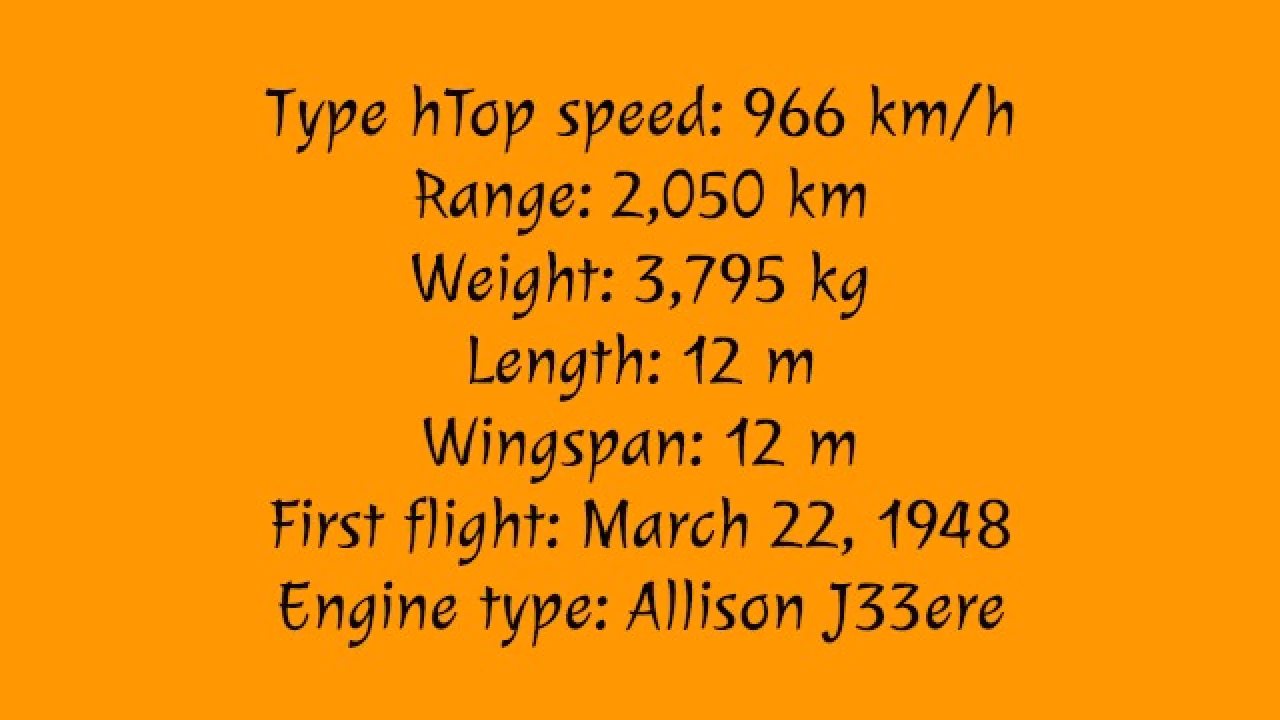 Type hTop speed: 966 km/h
Range: 2,050 km
Weight: 3,795 kg
Length: 12 m
Wingspan: 12 m
First flight: March 22, 1948
Engine type: Allison J33ere